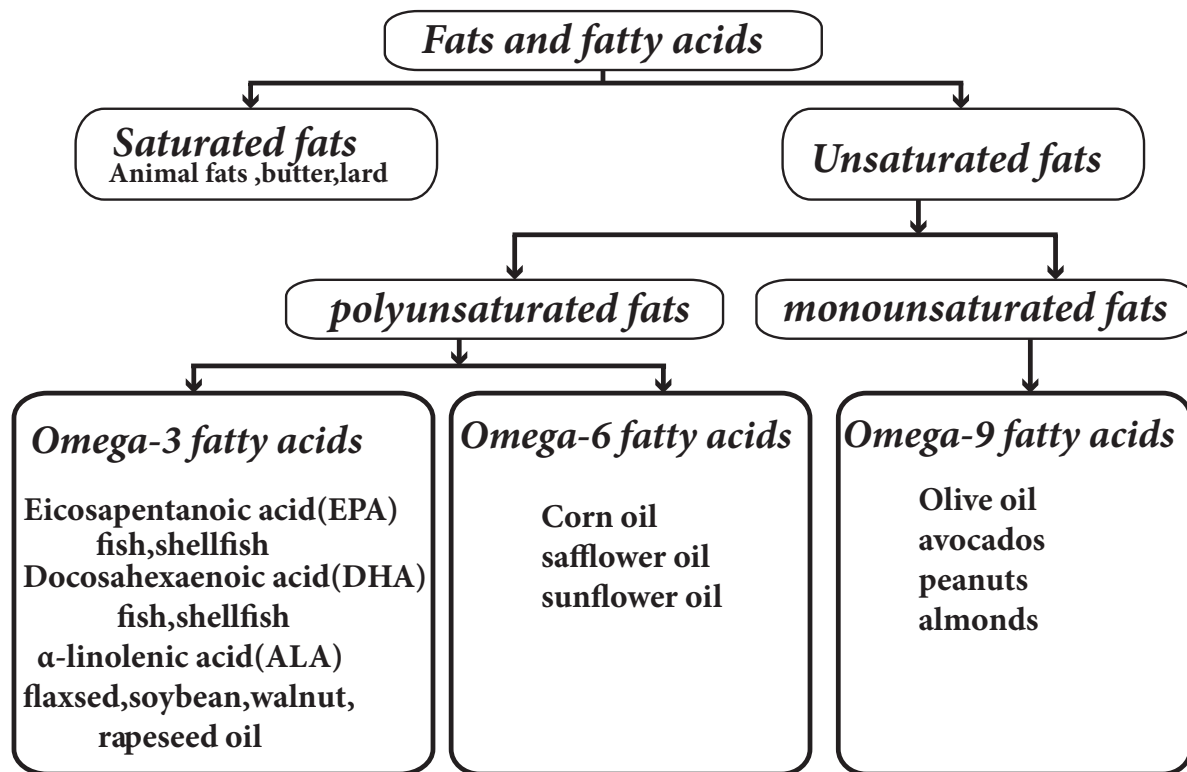 Fats and fatty acids
Saturated fats
Animal fats ,butter,lard
Unsaturated fats
polyunsaturated fats
monounsaturated fats
Omega-3 fatty acids
Eicosapentanoic acid(EPA)
fish,shellfish
Docosahexaenoic acid(DHA)
fish,shellfish
α-linolenic acid(ALA)
flaxsed,soybean,walnut,
rapeseed oil
Omega-6 fatty acids
Corn oil
safflower oil
sunflower oil
Omega-9 fatty acids
Olive oil
avocados
peanuts
almonds